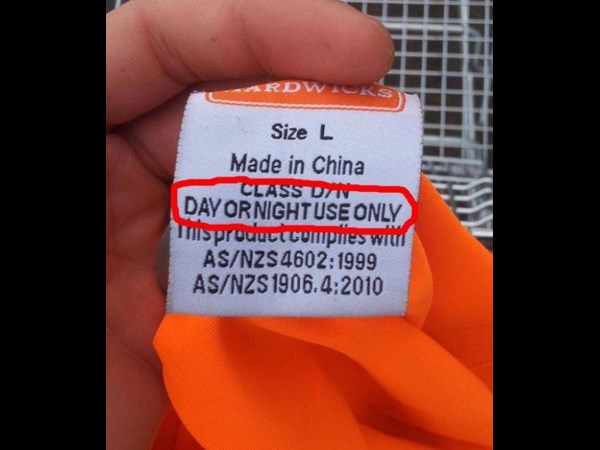 HARDWICKS
Size L
Made in China
CLASS D/N
DAY OR NIGHT USE ONLY
This product complies with
AS/NZS 4602:1999
AS/NZS 1906.4:2010